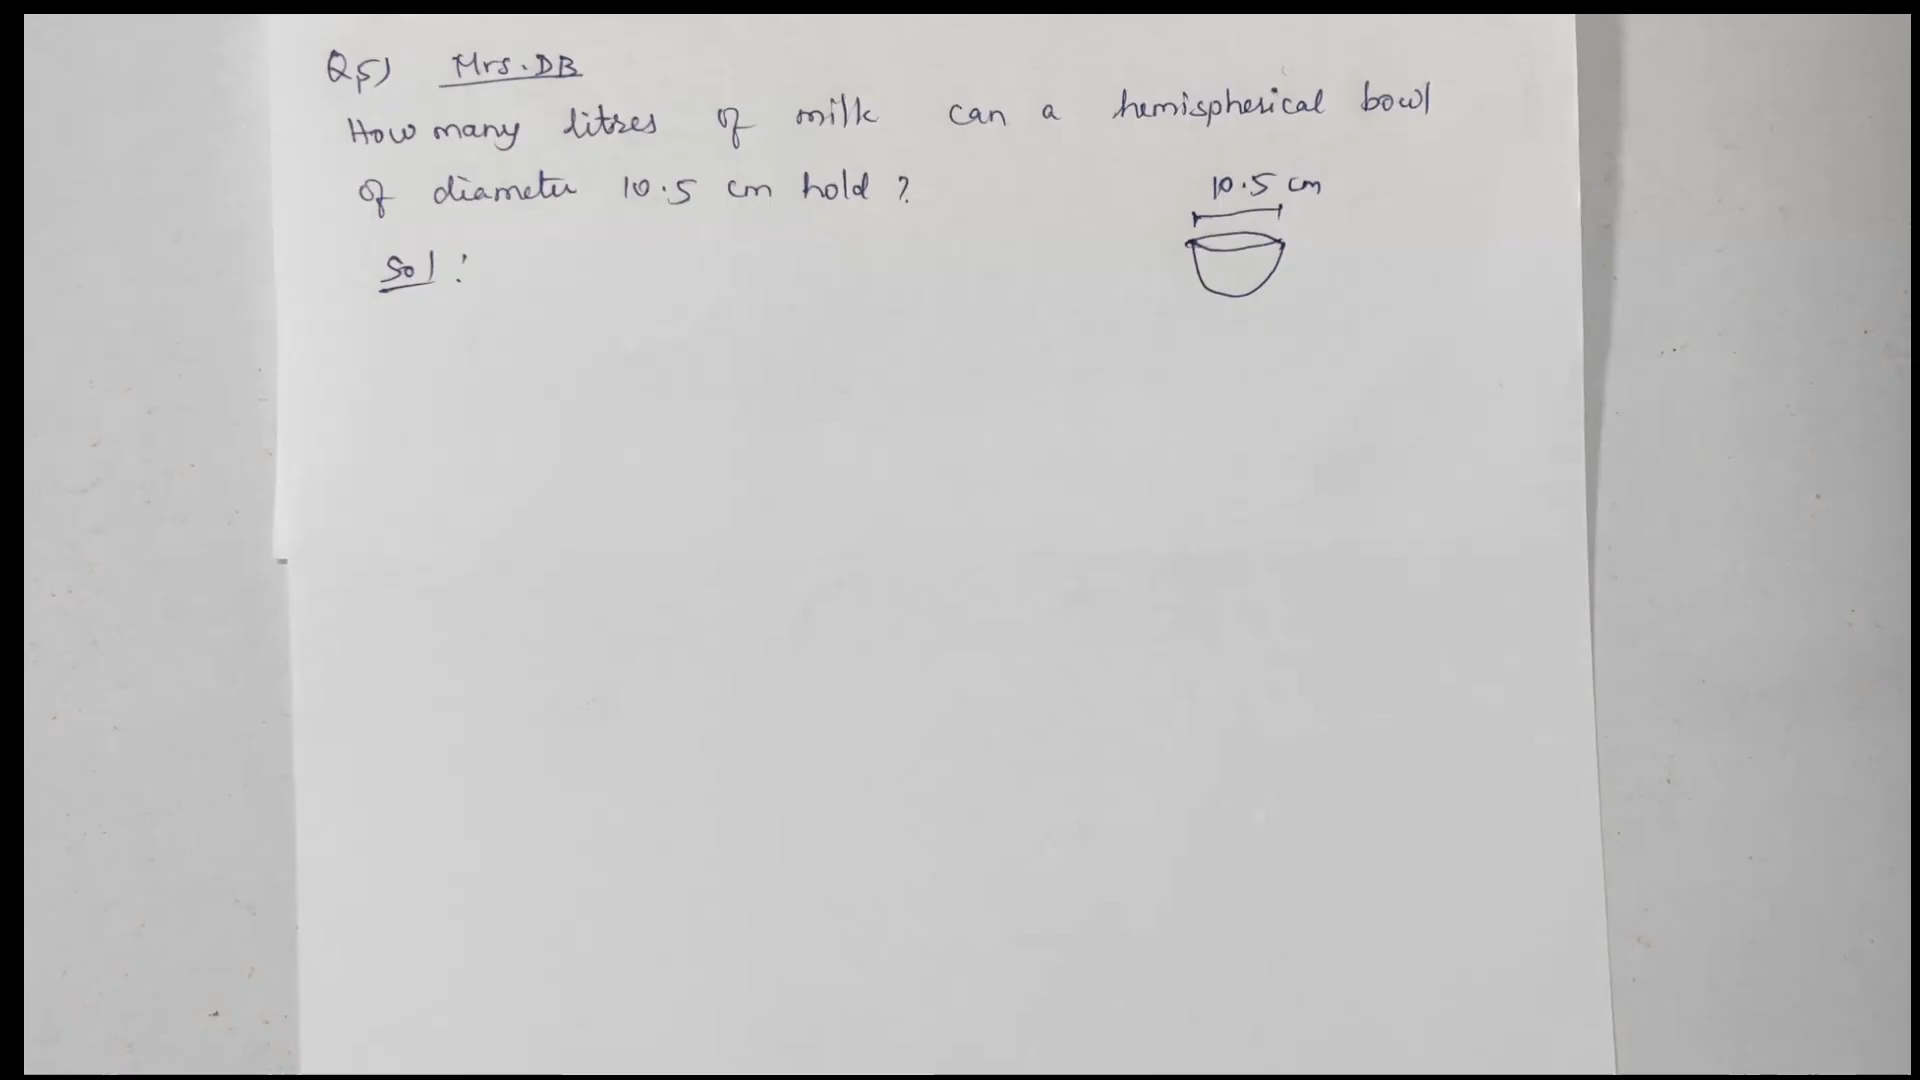 Q5) Mrs.DB
How many litres of milk can a hemispherical bowl
of diameter 10.5 cm hold ?
10.5 cm
Sol :